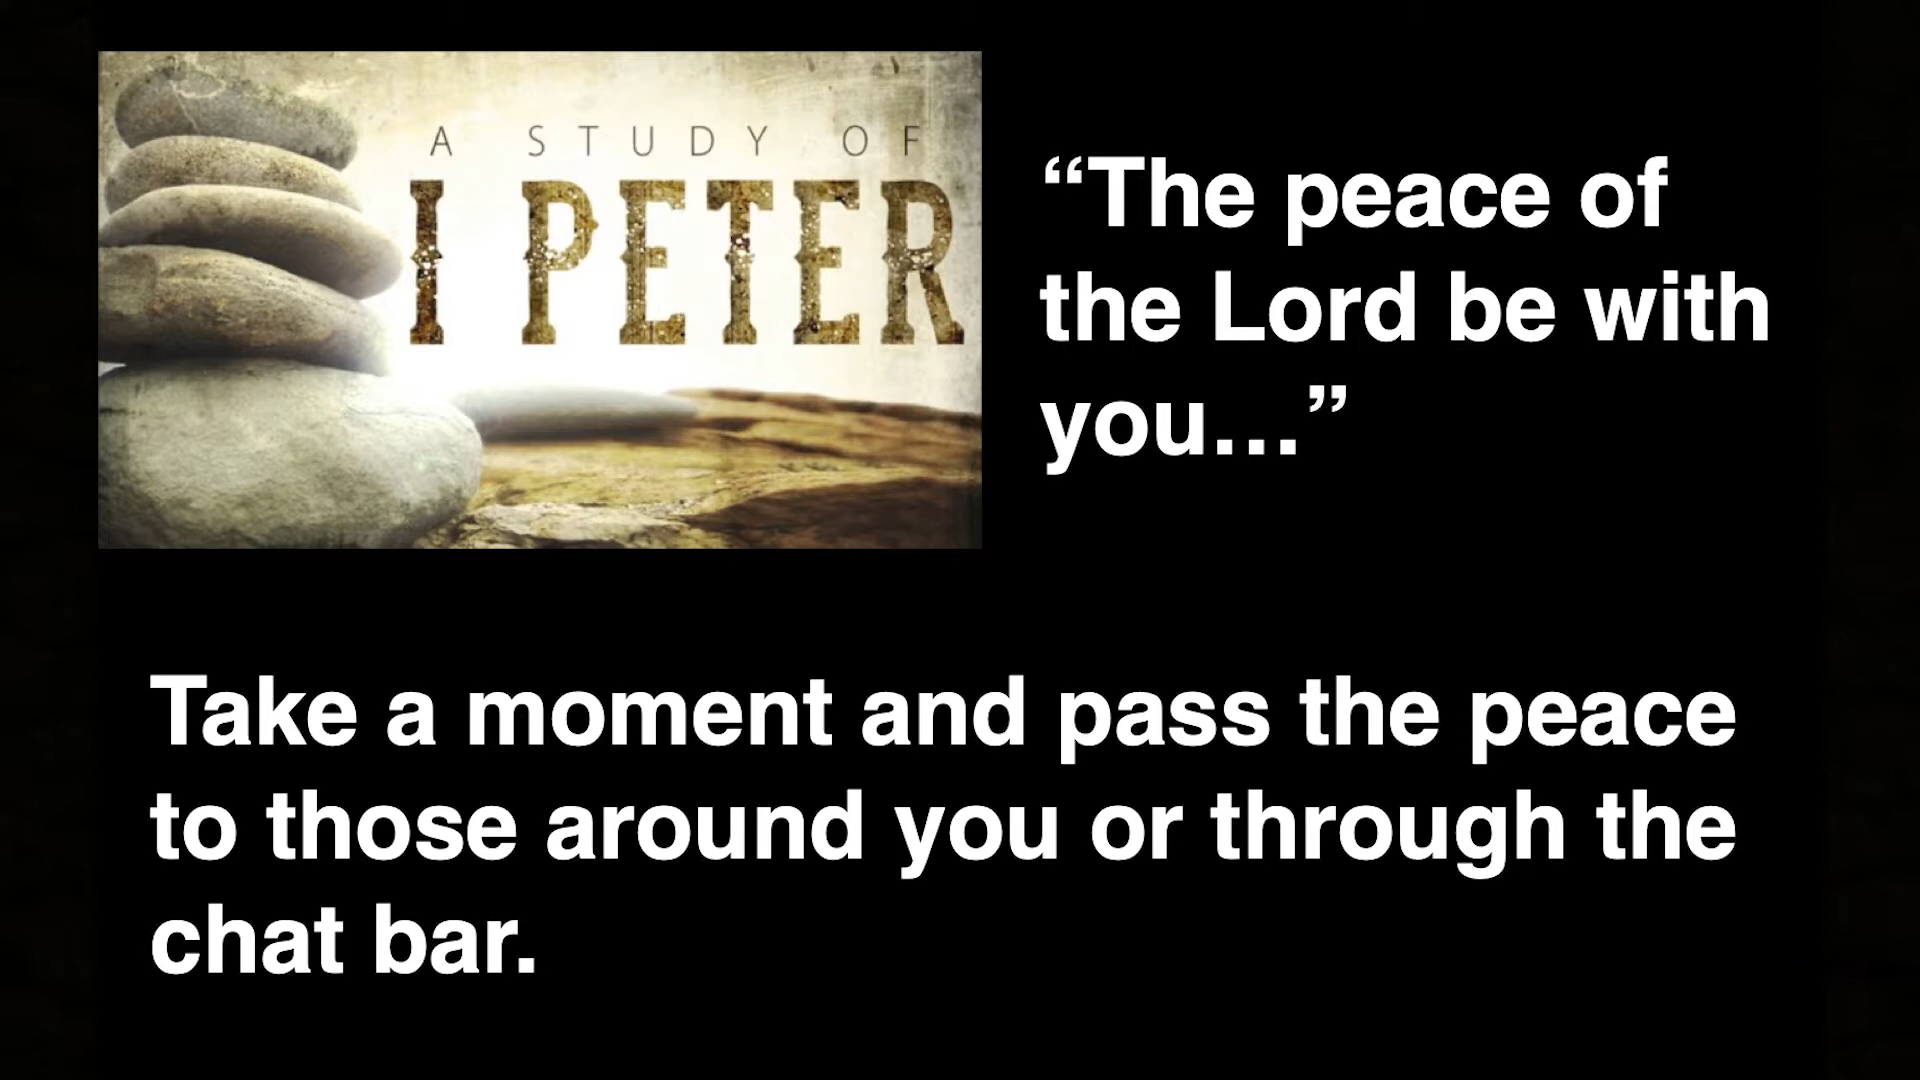 A STUDY OF
I PETER
“The peace of
the Lord be with
you…”
Take a moment and pass the peace
to those around you or through the
chat bar.